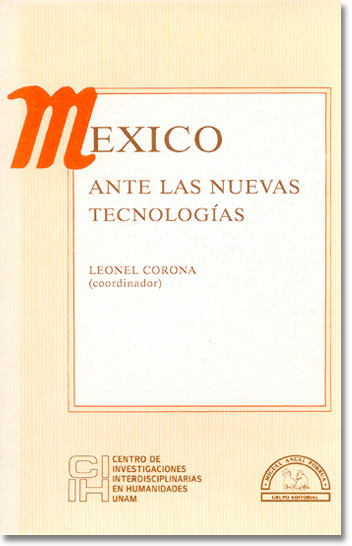 MEXICO
ANTE LAS NUEVAS
TECNOLOGÍAS
LEONEL CORONA
(coordinador)
CIIH
CENTRO DE
INVESTIGACIONES
INTERDISCIPLINARIAS
EN HUMANIDADES
UNAM
MIGUEL ANGEL PORRUA
GRUPO EDITORIAL